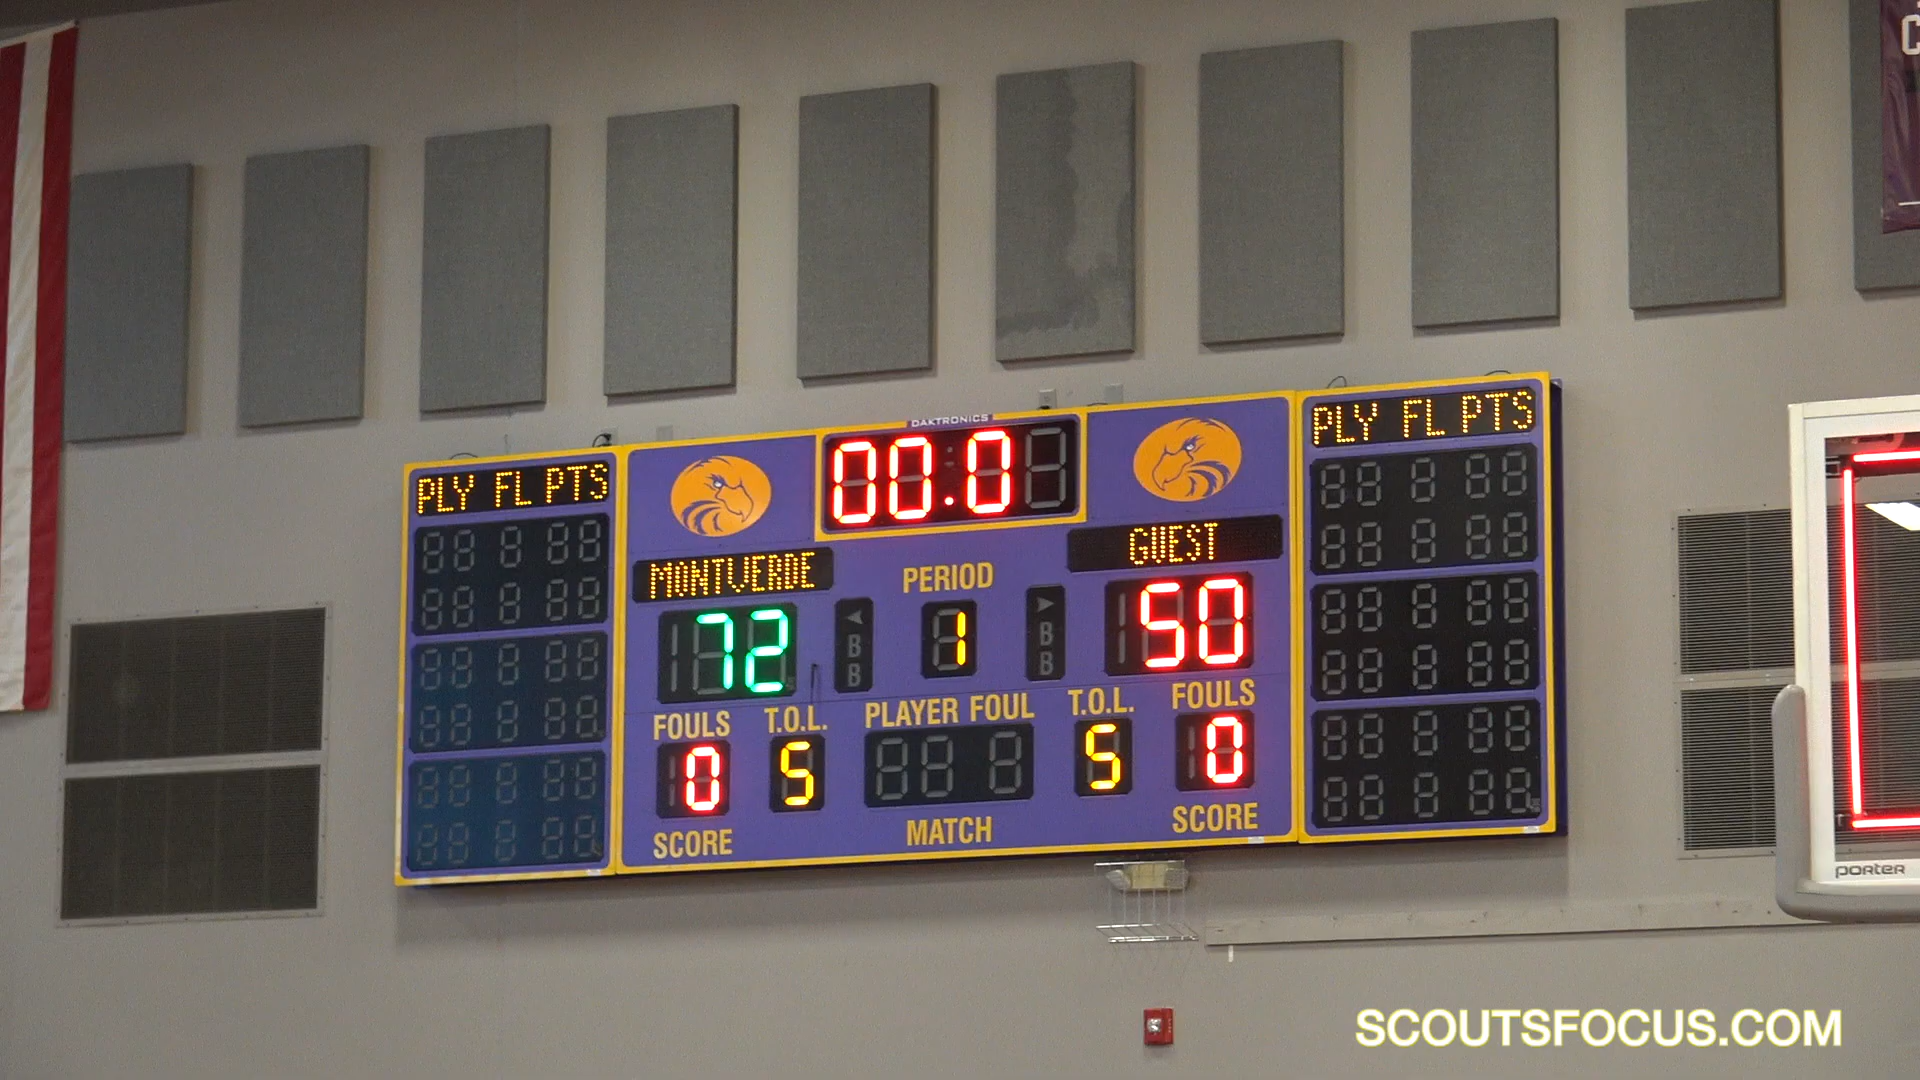 C
DAKTRONICS
PLY FL PTS
00.0
PLY FL PTS
MONTVERDE
PERIOD
GUEST
72
B
B
1
B
B
50
FOULS T.O.L. PLAYER FOUL T.O.L. FOULS
0 5 5 0
SCORE MATCH SCORE
PORTER
SCOUTSFOCUS.COM